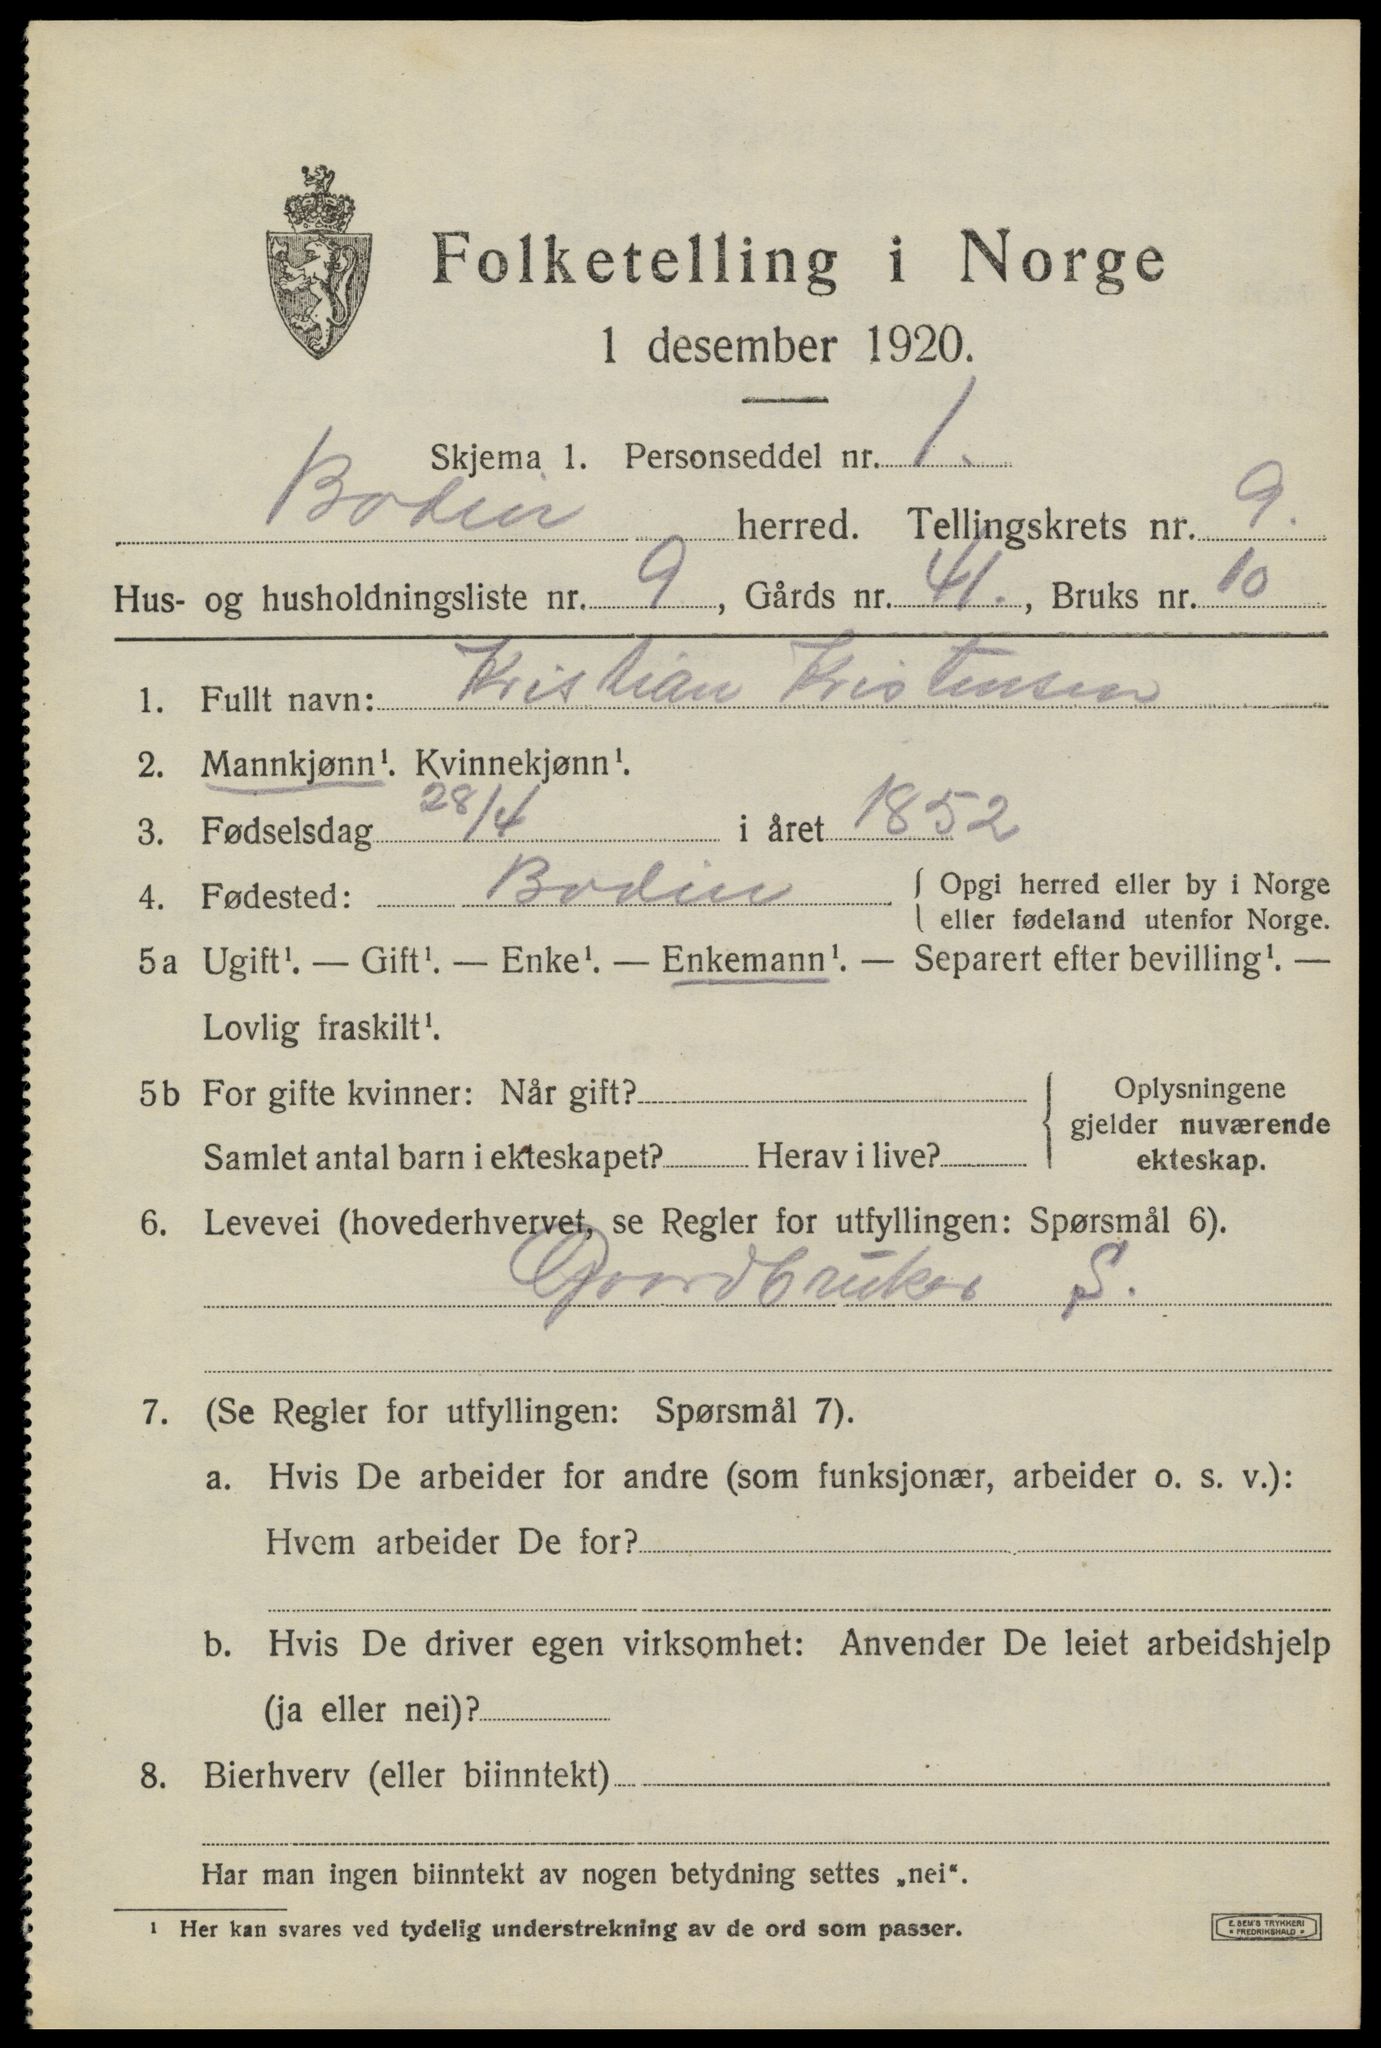 Folketelling i Norge
1 desember 1920.
Skjema 1. Personseddel nr. 1.
Bodin herred. Tellingskrets nr. 9.
Hus- og husholdningsliste nr. 9, Gårds nr. 41., Bruks nr. 10
1. Fullt navn: Kristian Kristensen
2. Mannkjønn¹. Kvinnekjønn¹.
3. Fødselsdag 28/4 i året 1852
4. Fødested: Bodin { Opgi herred eller by i Norge
eller fødeland utenfor Norge.
5a Ugift¹. — Gift¹. — Enke¹. — Enkemann¹. — Separert efter bevilling¹. —
Lovlig fraskilt¹.
5b For gifte kvinner: Når gift?
Samlet antal barn i ekteskapet? Herav i live?
{ Oplysningene
gjelder nuværende
ekteskap.
6. Levevei (hovederhvervet, se Regler for utfyllingen: Spørsmål 6).
Gaardbruker S.
7. (Se Regler for utfyllingen: Spørsmål 7).
a. Hvis De arbeider for andre (som funksjonær, arbeider o. s. v.):
Hvem arbeider De for?
b. Hvis De driver egen virksomhet: Anvender De leiet arbeidshjelp
(ja eller nei)?
8. Bierhverv (eller biinntekt)
Har man ingen biinntekt av nogen betydning settes „nei“.
¹ Her kan svares ved tydelig understrekning av de ord som passer.
E. SEM'S TRYKKERI
* FREDRIKSHALD *